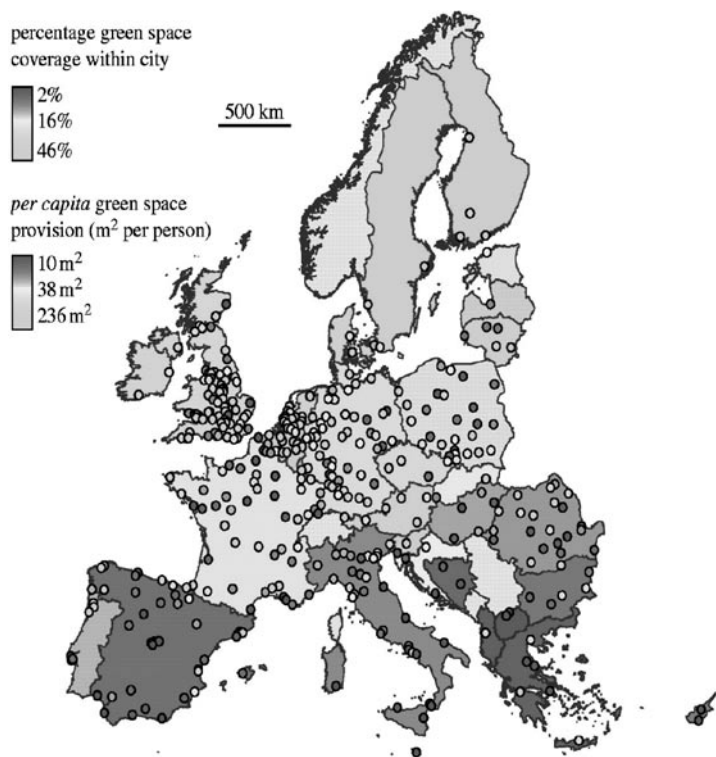 percentage green space
coverage within city
2%
16%
46%
500 km
per capita green space
provision (m² per person)
10 m²
38 m²
236 m²